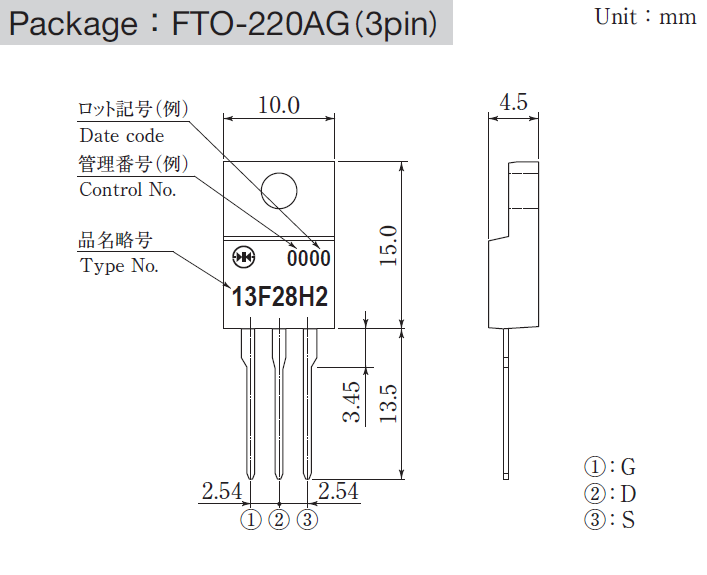 Package：FTO-220AG(3pin)
Unit：mm
10.0
4.5
ロット記号(例)
Date code
管理番号(例)
Control No.
品名略号
Type No.
0000
13F28H2
15.0
3.45
13.5
2.54
2.54
① ② ③
①：G
②：D
③：S